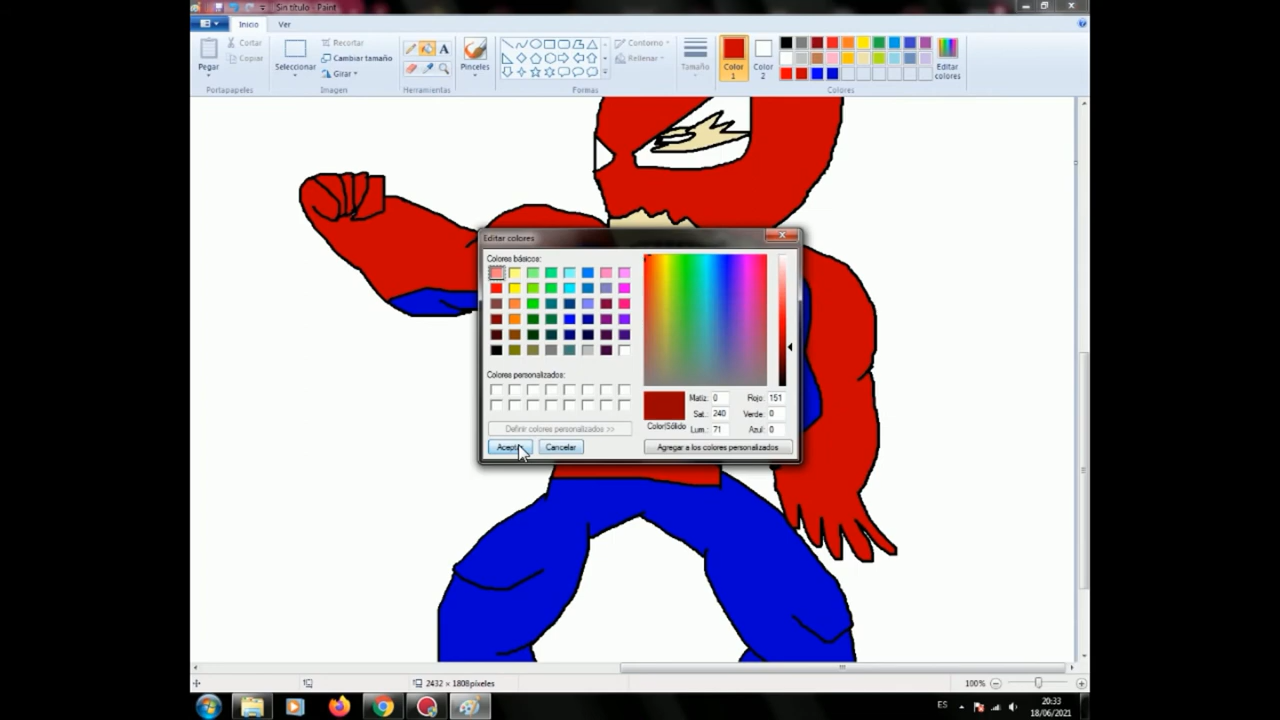 Sin título - Paint
Inicio Ver
Pegar
Cortar
Copiar
Portapapeles
Seleccionar
Recortar
Cambiar tamaño
Girar
Imagen
A
Herramientas
Pinceles
Contorno
Rellenar
Formas
Tamaño
Color 1
Color 2
Editar colores
Colores
Editar colores
Colores básicos:
Colores personalizados:
Definir colores personalizados >>
Cancelar
Color|Sólido
Matiz: 0
Sat.: 240
Lum.: 71
Rojo: 151
Verde: 0
Azul: 0
Agregar a los colores personalizados
2432 × 1808píxeles
100%
ES
20:33
18/06/2021